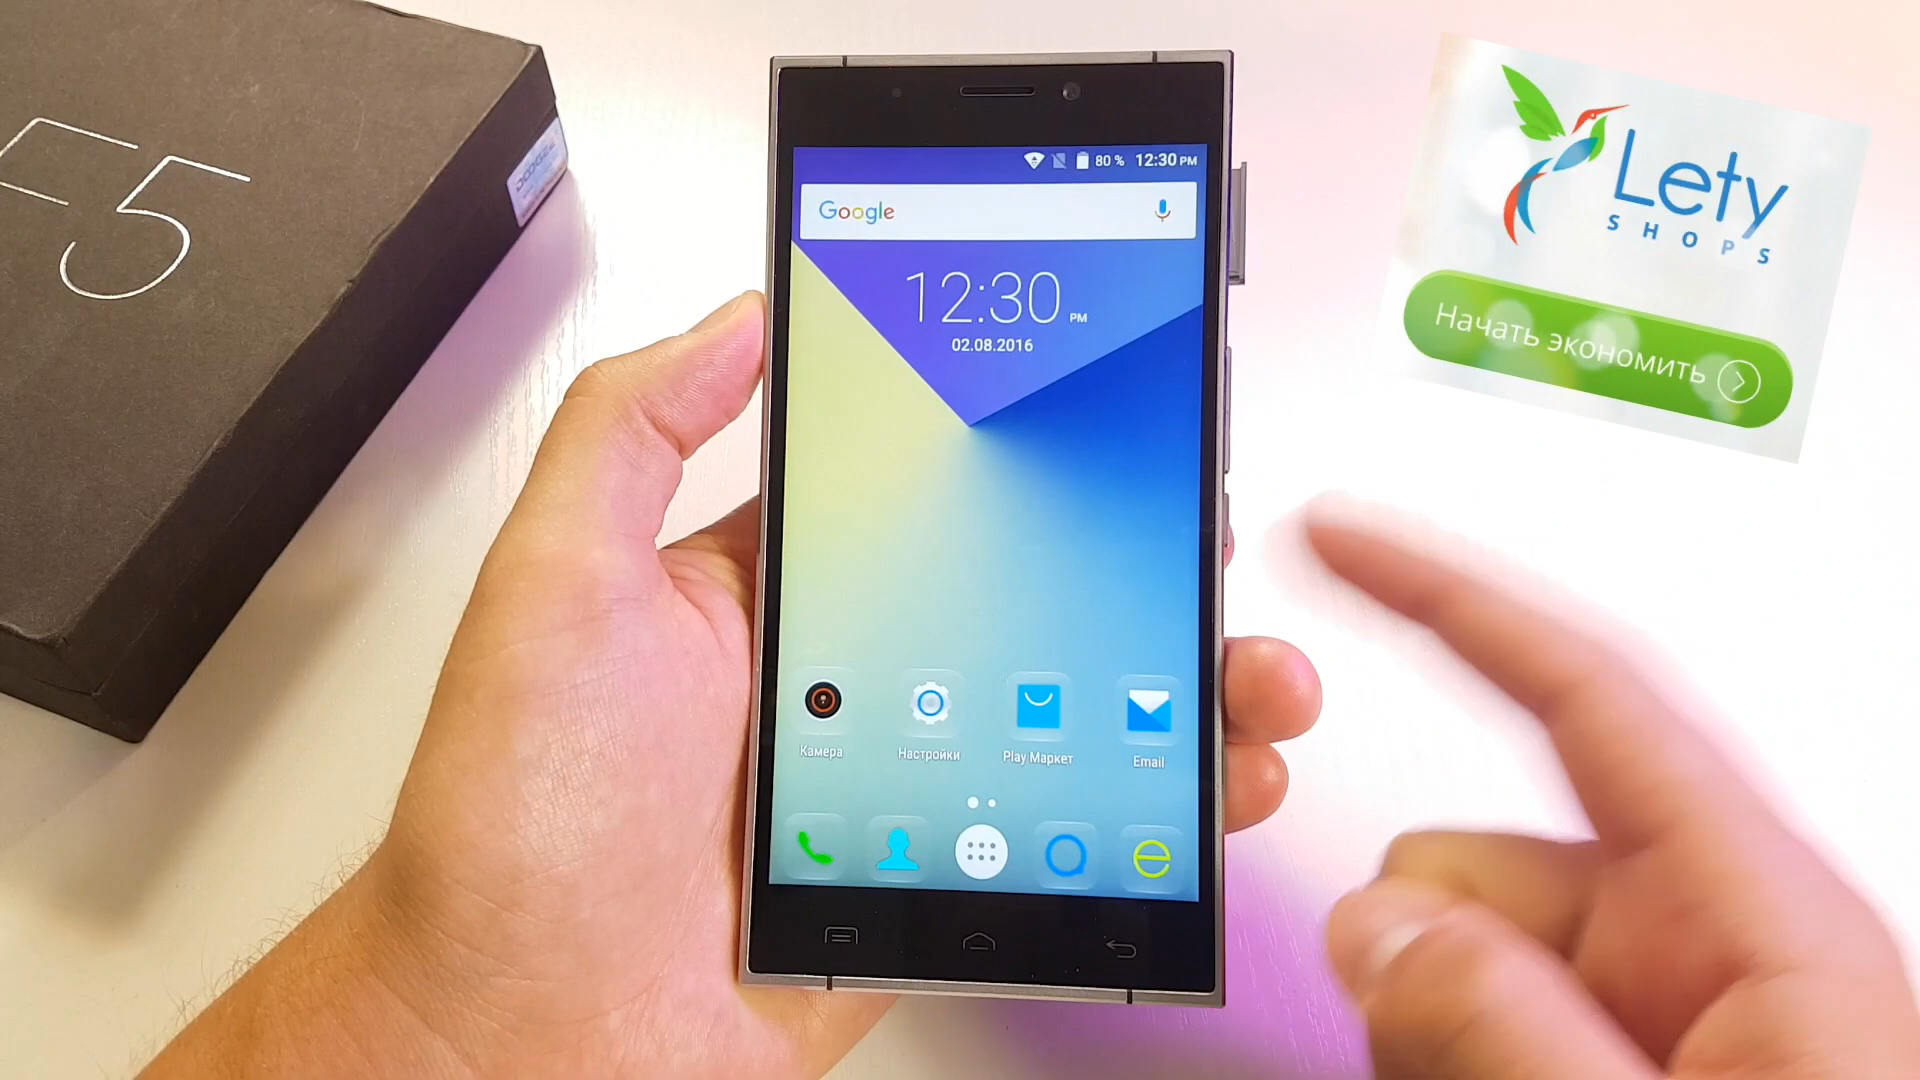 F5
DOOGEE
80 % 12:30 PM
Google
12:30 PM
02.08.2016
Камера
Настройки
Play Маркет
Email
Lety
SHOPS
Начать экономить